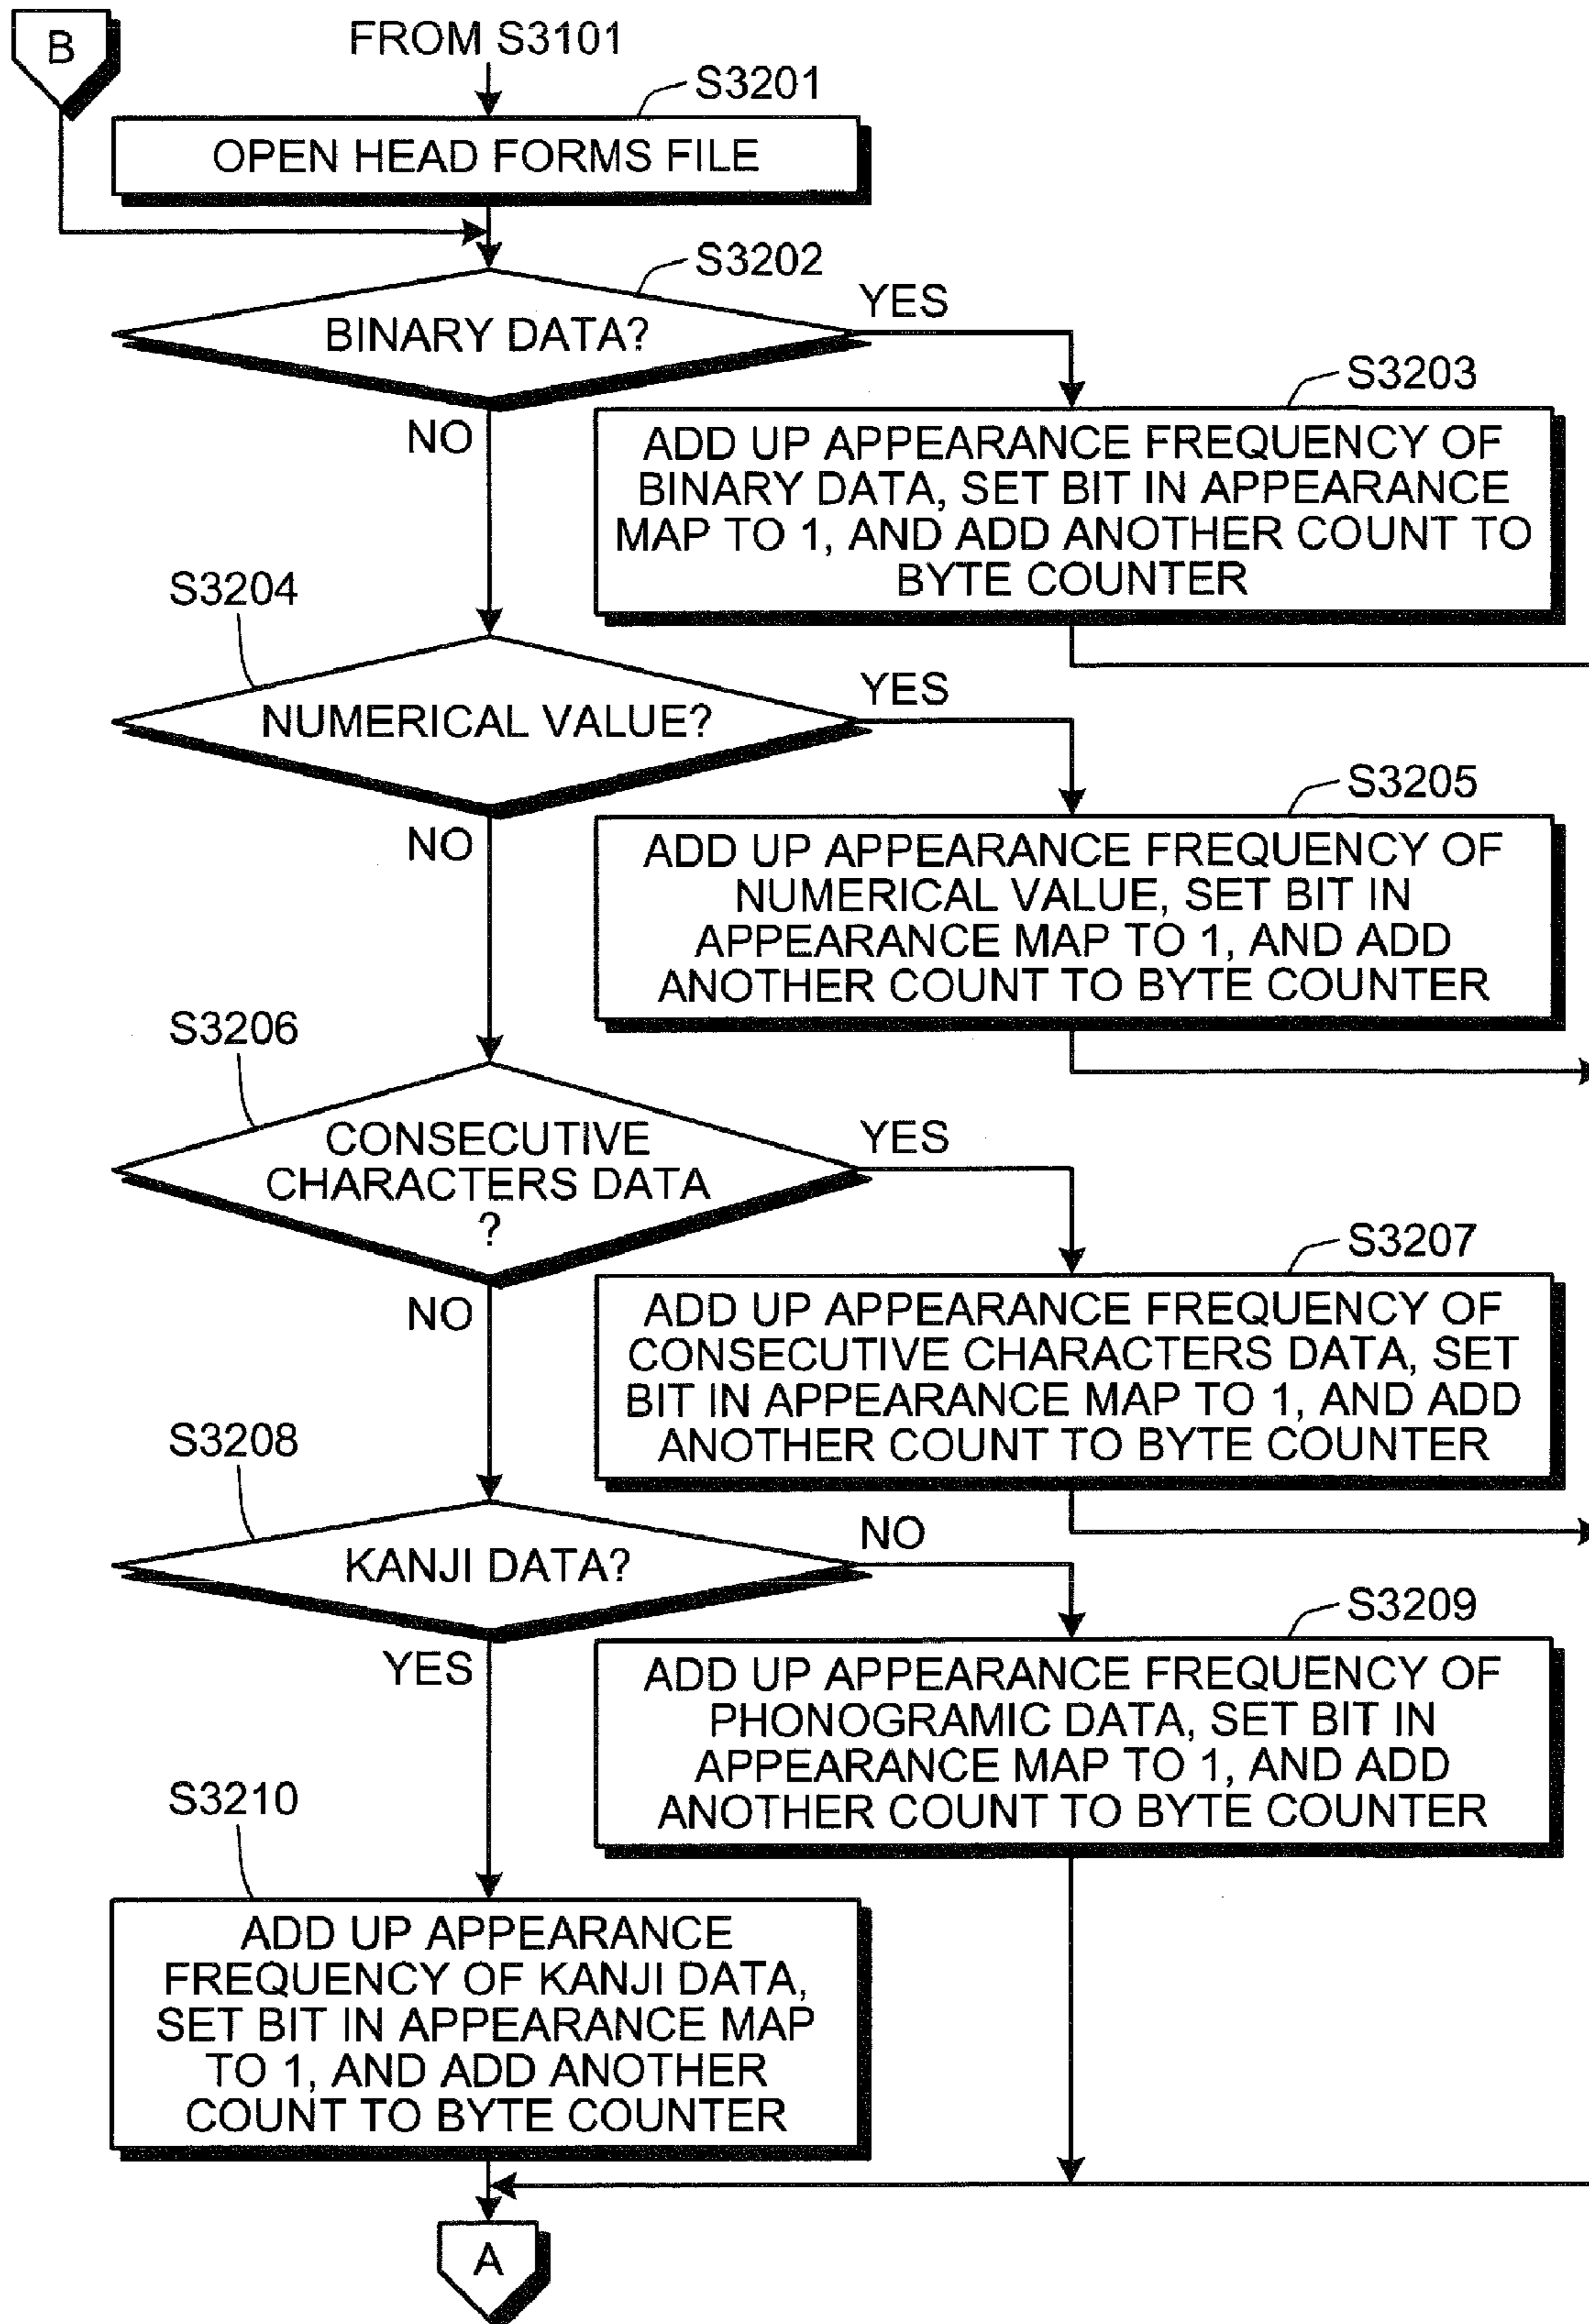 B
FROM S3101
S3201
OPEN HEAD FORMS FILE
S3202
BINARY DATA?
YES
NO
S3203
ADD UP APPEARANCE FREQUENCY OF
BINARY DATA, SET BIT IN APPEARANCE
MAP TO 1, AND ADD ANOTHER COUNT TO
BYTE COUNTER
S3204
NUMERICAL VALUE?
YES
NO
S3205
ADD UP APPEARANCE FREQUENCY OF
NUMERICAL VALUE, SET BIT IN
APPEARANCE MAP TO 1, AND ADD
ANOTHER COUNT TO BYTE COUNTER
S3206
CONSECUTIVE
CHARACTERS DATA
?
YES
NO
S3207
ADD UP APPEARANCE FREQUENCY OF
CONSECUTIVE CHARACTERS DATA, SET
BIT IN APPEARANCE MAP TO 1, AND ADD
ANOTHER COUNT TO BYTE COUNTER
S3208
KANJI DATA?
NO
YES
S3209
ADD UP APPEARANCE FREQUENCY OF
PHONOGRAMIC DATA, SET BIT IN
APPEARANCE MAP TO 1, AND ADD
ANOTHER COUNT TO BYTE COUNTER
S3210
ADD UP APPEARANCE
FREQUENCY OF KANJI DATA,
SET BIT IN APPEARANCE MAP
TO 1, AND ADD ANOTHER
COUNT TO BYTE COUNTER
A